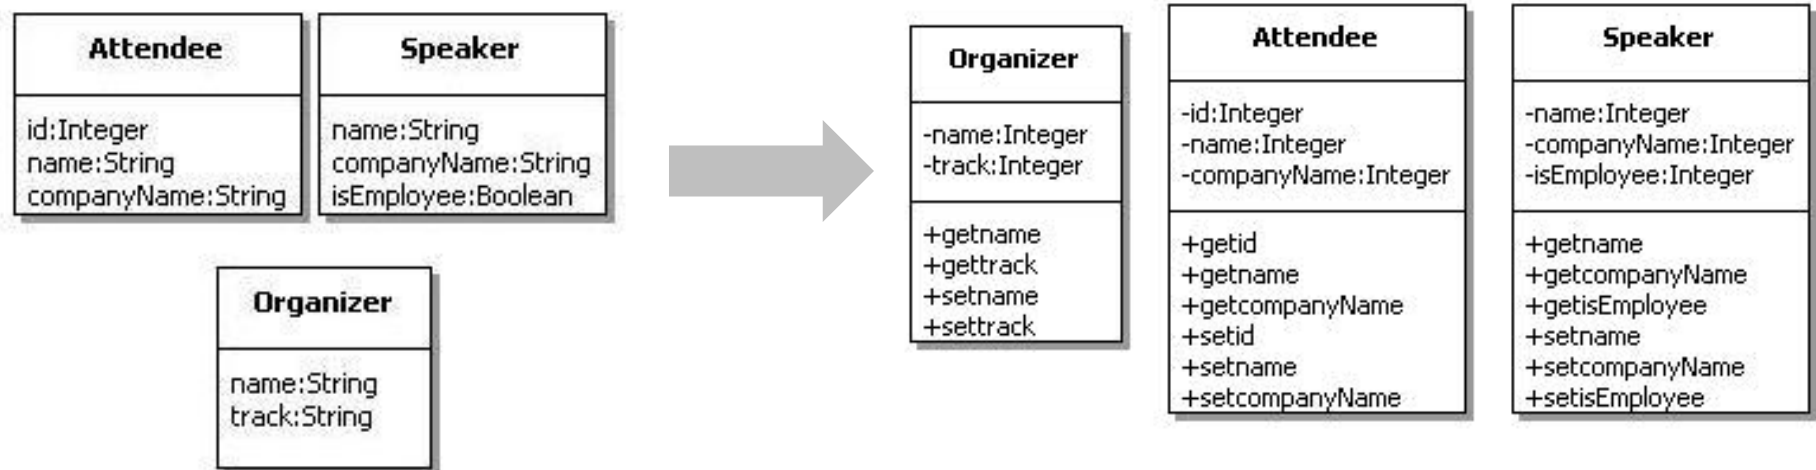 Attendee
id:Integer
name:String
companyName:String
Speaker
name:String
companyName:String
isEmployee:Boolean
Organizer
name:String
track:String
Organizer
-name:Integer
-track:Integer
+getname
+gettrack
+setname
+settrack
Attendee
-id:Integer
-name:Integer
-companyName:Integer
+getid
+getname
+getcompanyName
+setid
+setname
+setcompanyName
Speaker
-name:Integer
-companyName:Integer
-isEmployee:Integer
+getname
+getcompanyName
+getisEmployee
+setname
+setcompanyName
+setisEmployee